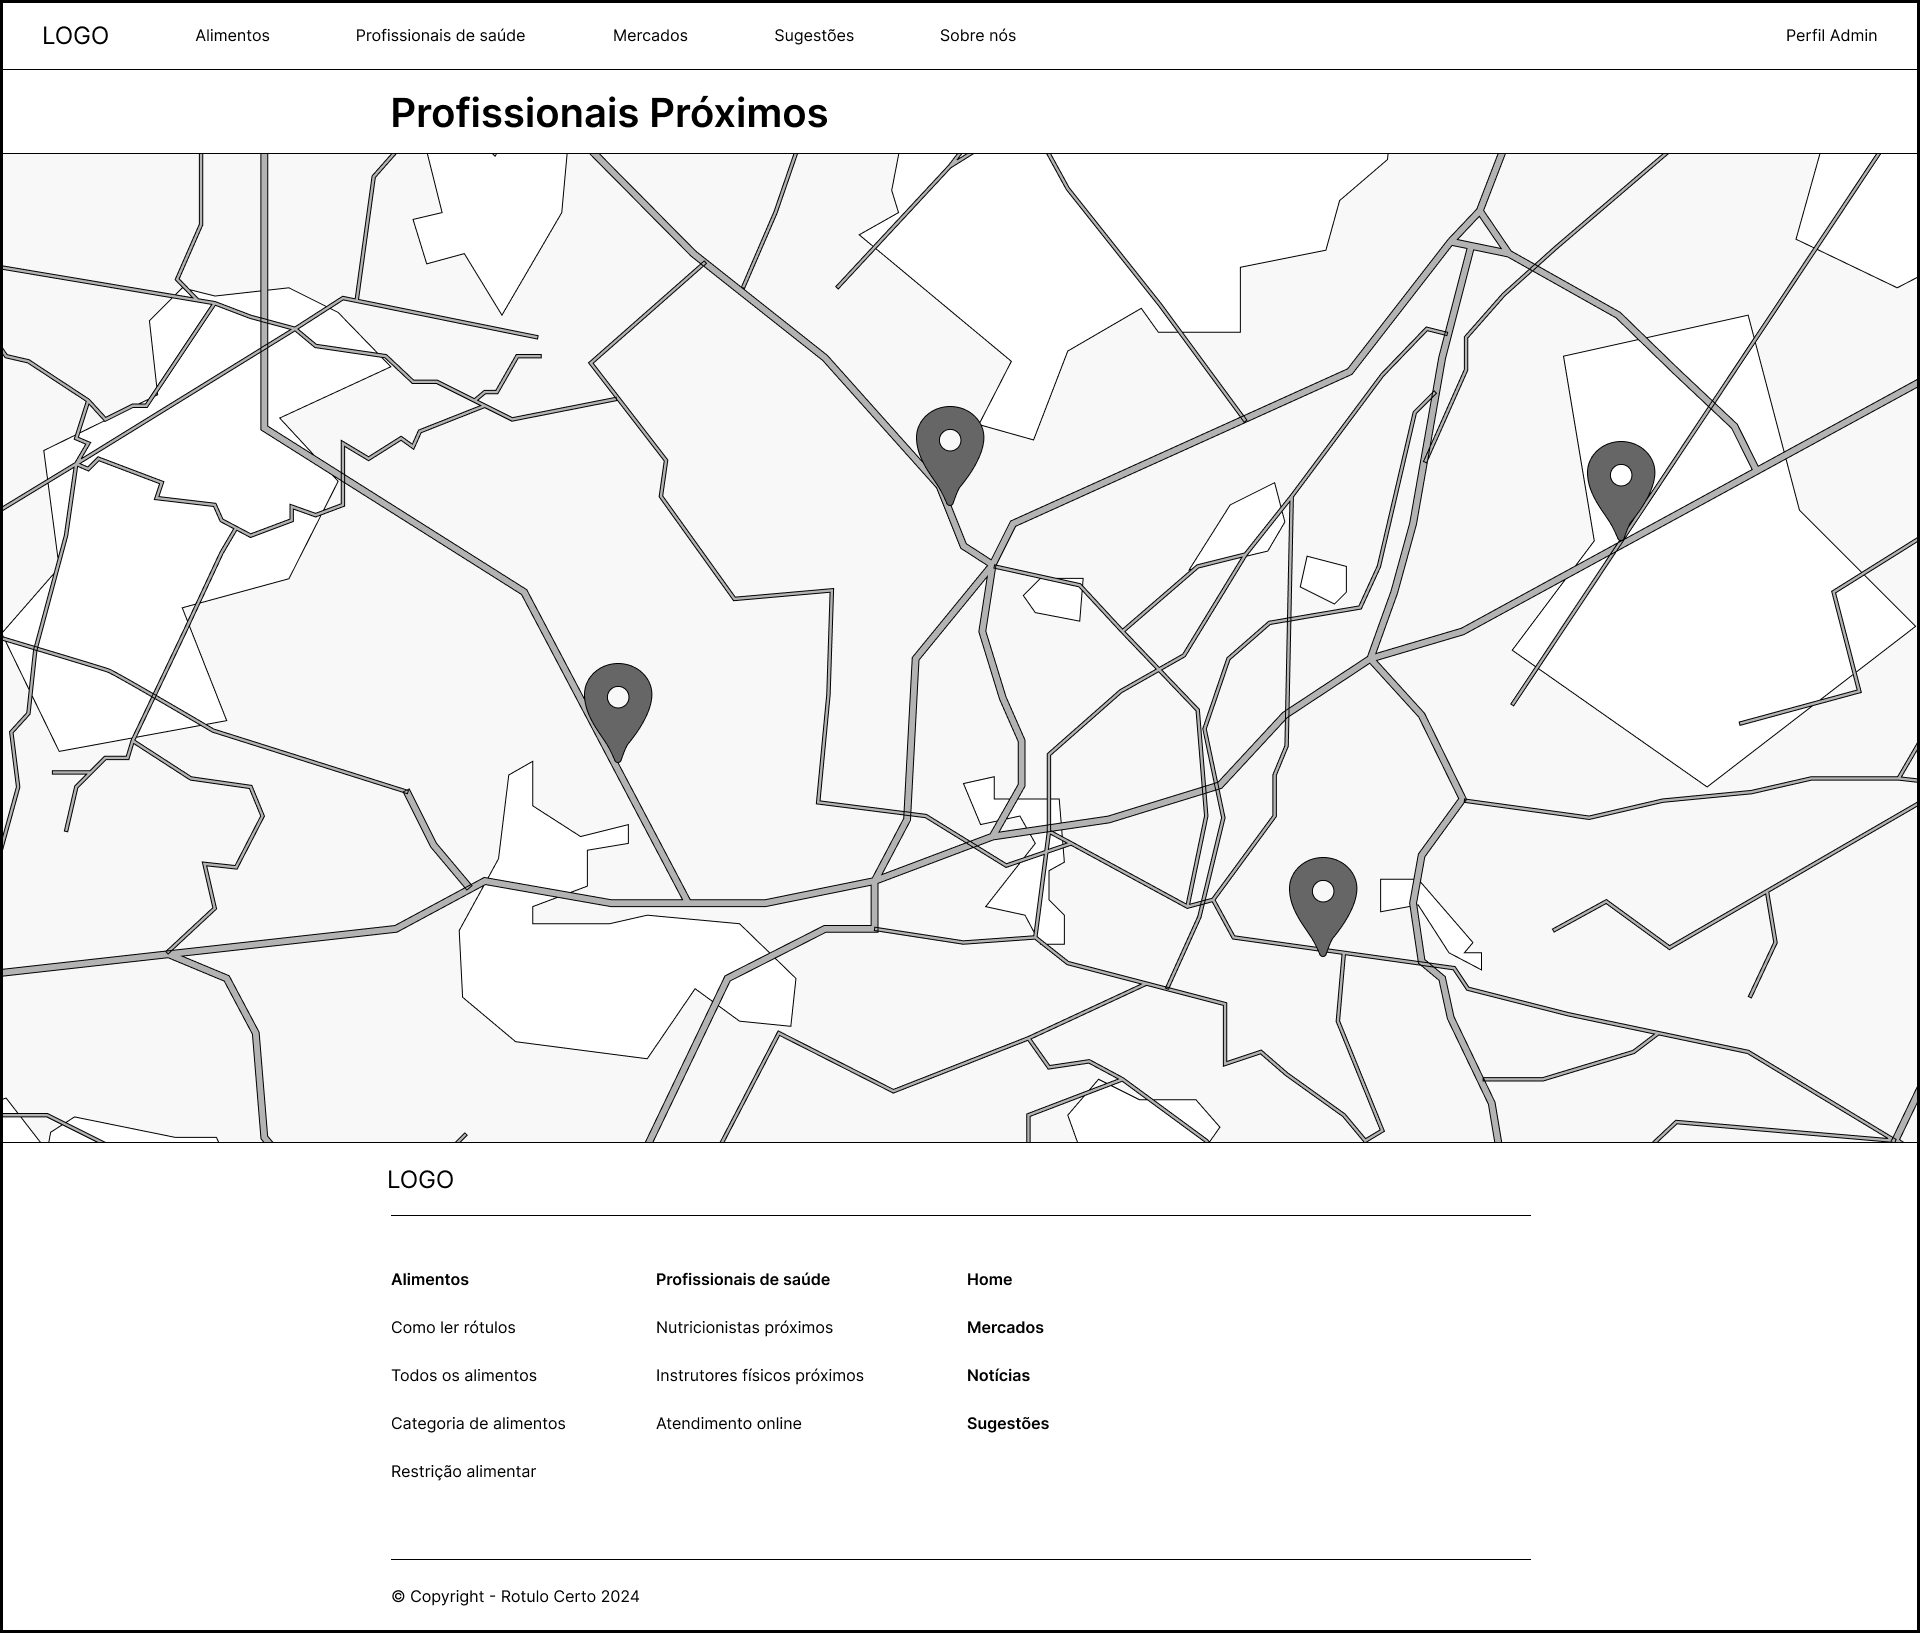 LOGO
Alimentos
Profissionais de saúde
Mercados
Sugestões
Sobre nós
Perfil Admin
Profissionais Próximos
LOGO
Alimentos
Como ler rótulos
Todos os alimentos
Categoria de alimentos
Restrição alimentar
Profissionais de saúde
Nutricionistas próximos
Instrutores físicos próximos
Atendimento online
Home
Mercados
Notícias
Sugestões
© Copyright - Rotulo Certo 2024